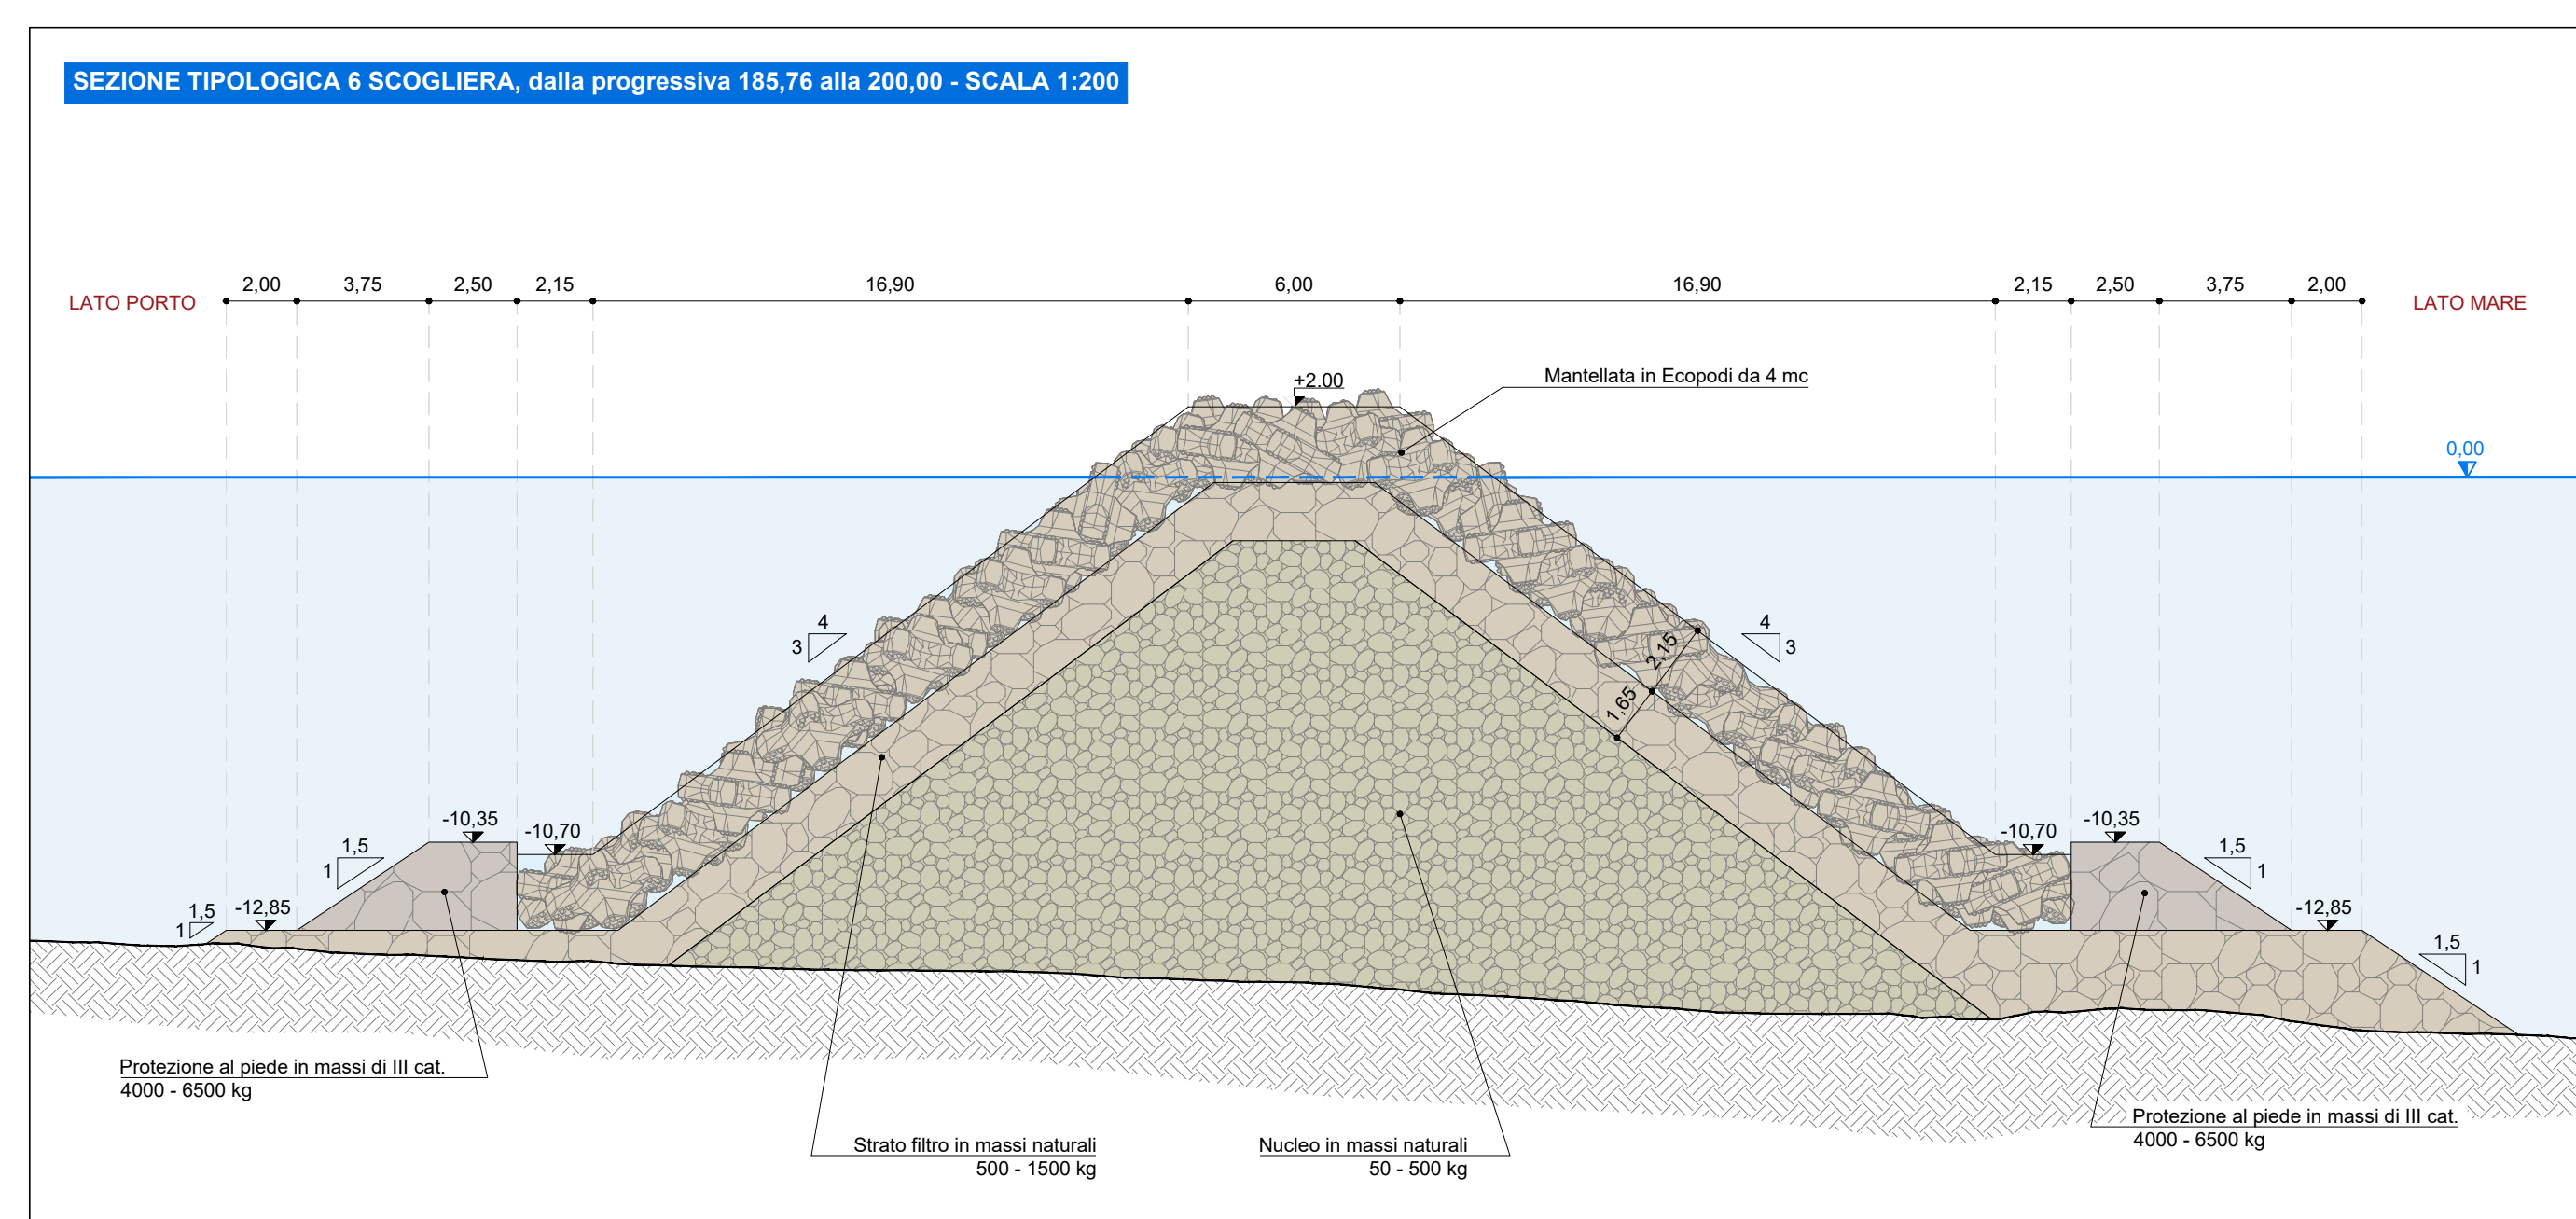 SEZIONE TIPOLOGICA 6 SCOGLIERA, dalla progressiva 185,76 alla 200,00 - SCALA 1:200
LATO PORTO
2,00 3,75 2,50 2,15 16,90 6,00 16,90 2,15 2,50 3,75 2,00
LATO MARE
+2.00
Mantellata in Ecopodi da 4 mc
0,00
4
3
4
3
2,15
1,65
-10,35
-10,70
1,5
1
-12,85
1,5
1
-10,70
-10,35
1,5
1
-12,85
1,5
1
Protezione al piede in massi di III cat.
4000 - 6500 kg
Strato filtro in massi naturali
500 - 1500 kg
Nucleo in massi naturali
50 - 500 kg
Protezione al piede in massi di III cat.
4000 - 6500 kg